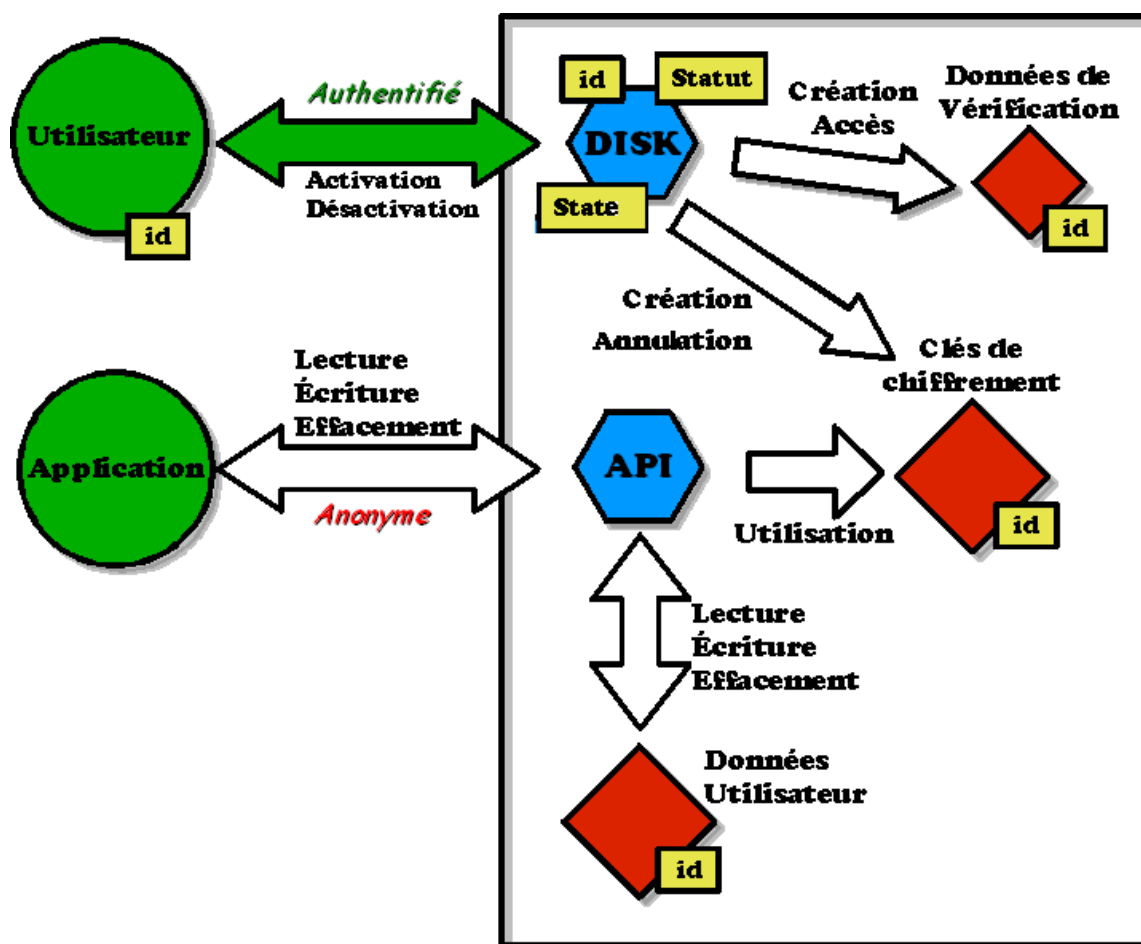 Utilisateur
id
Authentifié
Activation
Désactivation
id
Statut
DISK
State
Création
Accès
Données de
Vérification
id
Création
Annulation
Clés de
chiffrement
id
Application
Lecture
Écriture
Effacement
Anonyme
API
Utilisation
Lecture
Écriture
Effacement
Données
Utilisateur
id